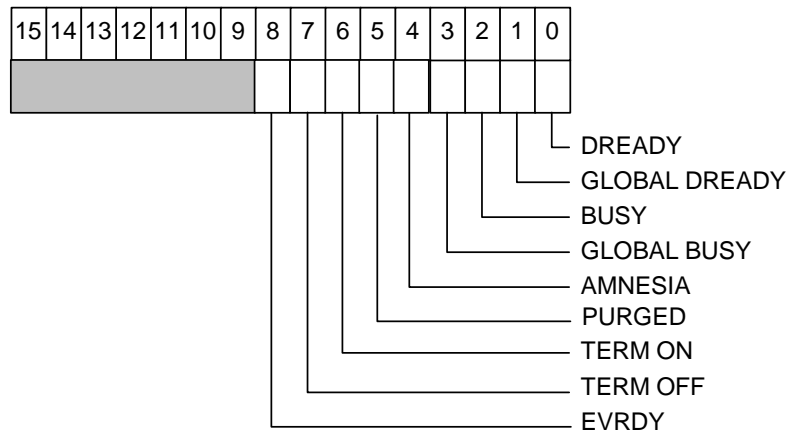 15 14 13 12 11 10 9 8 7 6 5 4 3 2 1 0
DREADY
GLOBAL DREADY
BUSY
GLOBAL BUSY
AMNESIA
PURGED
TERM ON
TERM OFF
EVRDY